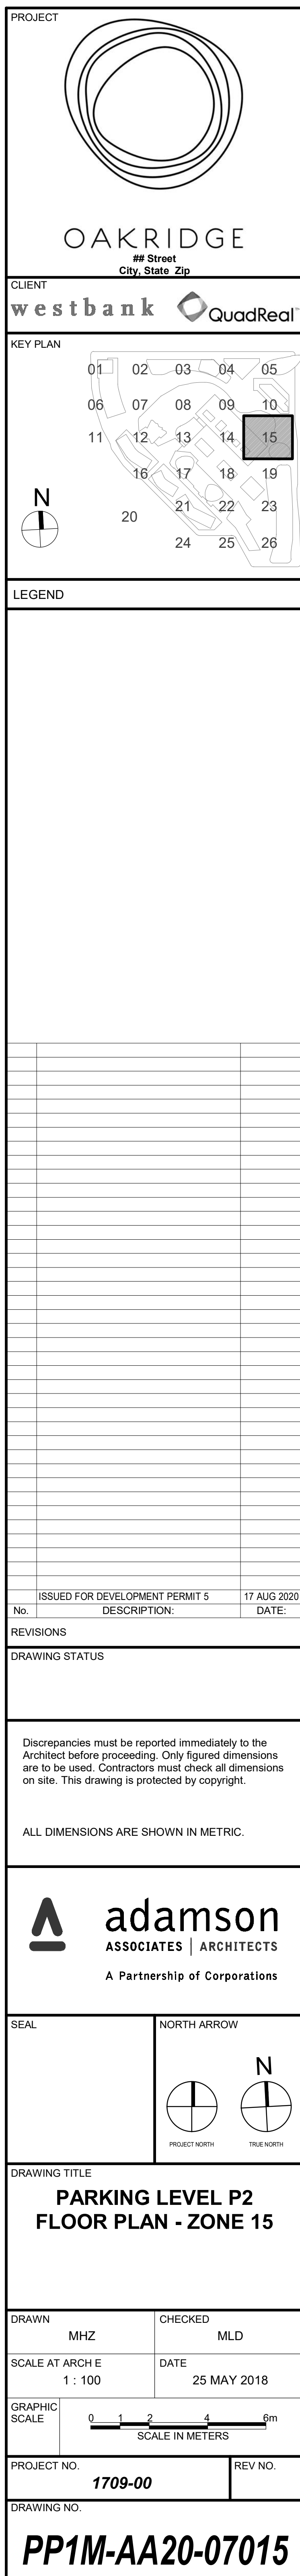 PROJECT
OAKRIDGE
## Street
City, State  Zip
CLIENT
westbank QuadReal™
KEY PLAN
01 02 03 04 05
06 07 08 09 10
11 12 13 14 15
16 17 18 19
N
20 21 22 23
24 25 26
LEGEND
ISSUED FOR DEVELOPMENT PERMIT 5 17 AUG 2020
No. DESCRIPTION: DATE:
REVISIONS
DRAWING STATUS
Discrepancies must be reported immediately to the
Architect before proceeding. Only figured dimensions
are to be used. Contractors must check all dimensions
on site. This drawing is protected by copyright.
ALL DIMENSIONS ARE SHOWN IN METRIC.
adamson
ASSOCIATES | ARCHITECTS
A Partnership of Corporations
SEAL NORTH ARROW
N
PROJECT NORTH TRUE NORTH
DRAWING TITLE
PARKING LEVEL P2
FLOOR PLAN - ZONE 15
DRAWN CHECKED
MHZ MLD
SCALE AT ARCH E DATE
1 : 100 25 MAY 2018
GRAPHIC
SCALE
0 1 2 4 6m
SCALE IN METERS
PROJECT NO. REV NO.
1709-00
DRAWING NO.
PP1M-AA20-07015